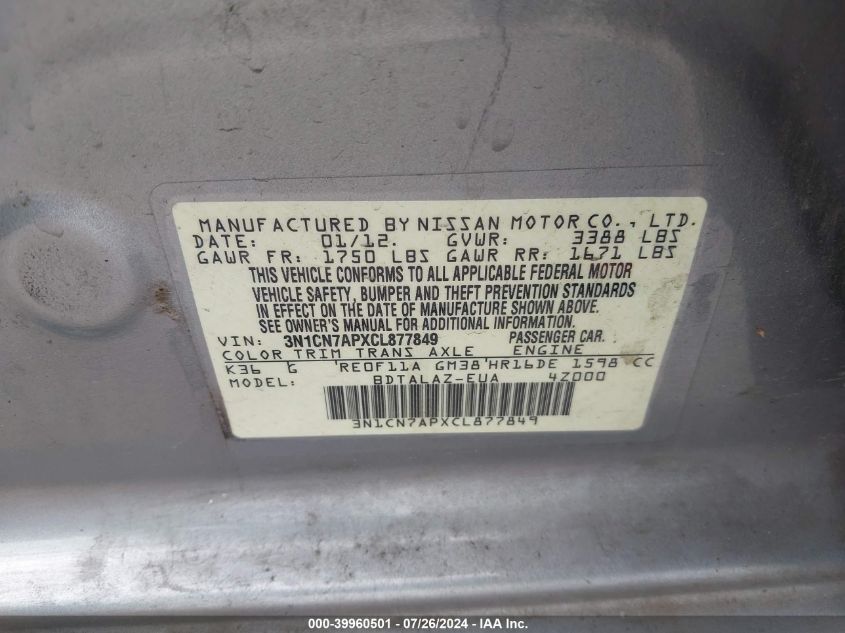 MANUFACTURED BY NISSAN MOTOR CO., LTD.
DATE: 01/12. GVWR: 3388 LBS
GAWR FR: 1750 LBS GAWR RR: 1671 LBS
THIS VEHICLE CONFORMS TO ALL APPLICABLE FEDERAL MOTOR
VEHICLE SAFETY, BUMPER AND THEFT PREVENTION STANDARDS
IN EFFECT ON THE DATE OF MANUFACTURE SHOWN ABOVE.
SEE OWNER'S MANUAL FOR ADDITIONAL INFORMATION
VIN: 3N1CN7APXCL877849 PASSENGER CAR.
COLOR TRIM TRANS AXLE ENGINE
K36 G 'RE0F11A GM38'HR16DE 1598 CC
MODEL: BDTALAZ-EUA 4Z000
3N1CN7APXCL877849
000-39960501 - 07/26/2024 - IAA Inc.